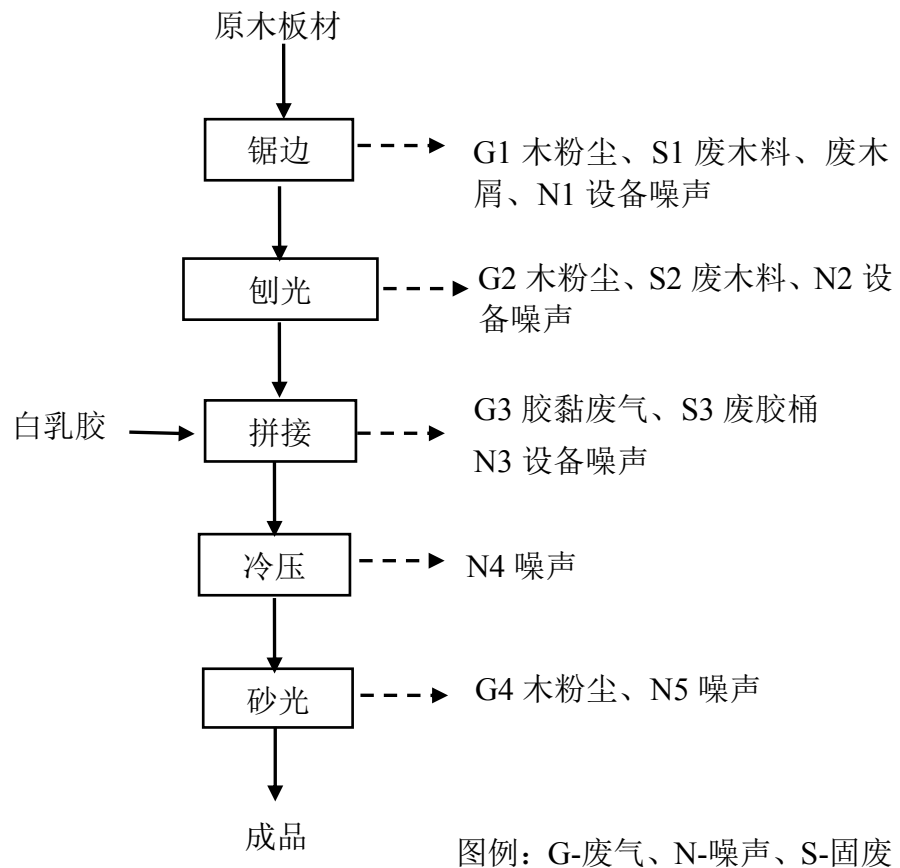 原木板材
锯边
G1 木粉尘、S1 废木料、废木
屑、N1 设备噪声
刨光
G2 木粉尘、S2 废木料、N2 设
备噪声
白乳胶
拼接
G3 胶黏废气、S3 废胶桶
N3 设备噪声
冷压
N4 噪声
砂光
G4 木粉尘、N5 噪声
成品
图例：G-废气、N-噪声、S-固废